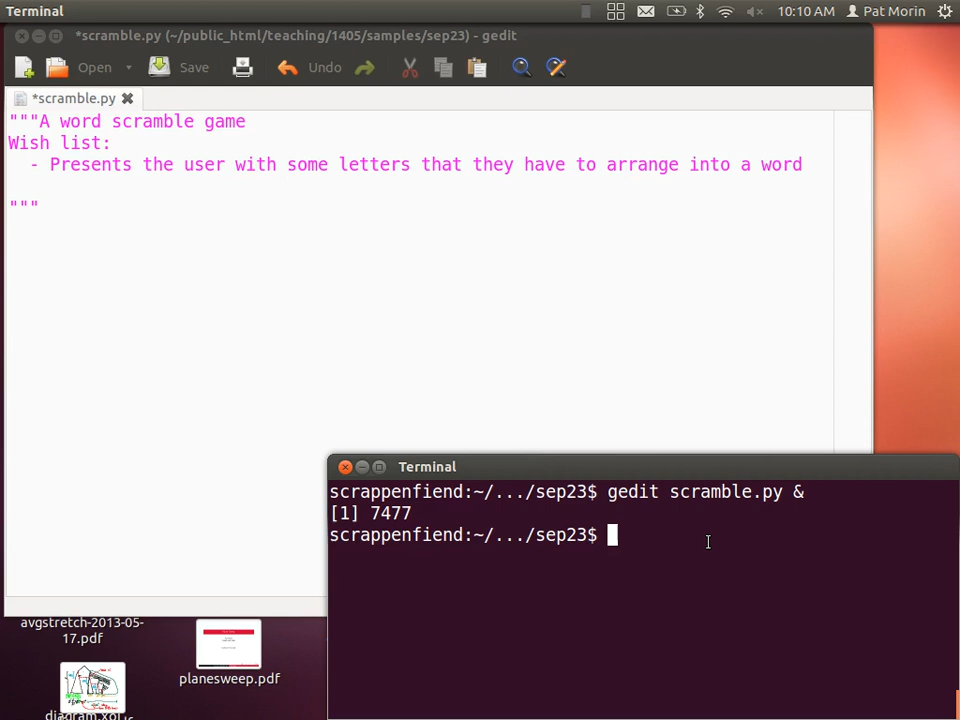 Terminal
10:10 AM
Pat Morin
*scramble.py (~/public_html/teaching/1405/samples/sep23) - gedit
Open
Save
Undo
*scramble.py
"""A word scramble game
Wish list:
- Presents the user with some letters that they have to arrange into a word
"""
Terminal
scrappenfiend:~/.../sep23$ gedit scramble.py &
[1] 7477
scrappenfiend:~/.../sep23$
avgstretch-2013-05-
17.pdf
planesweep.pdf